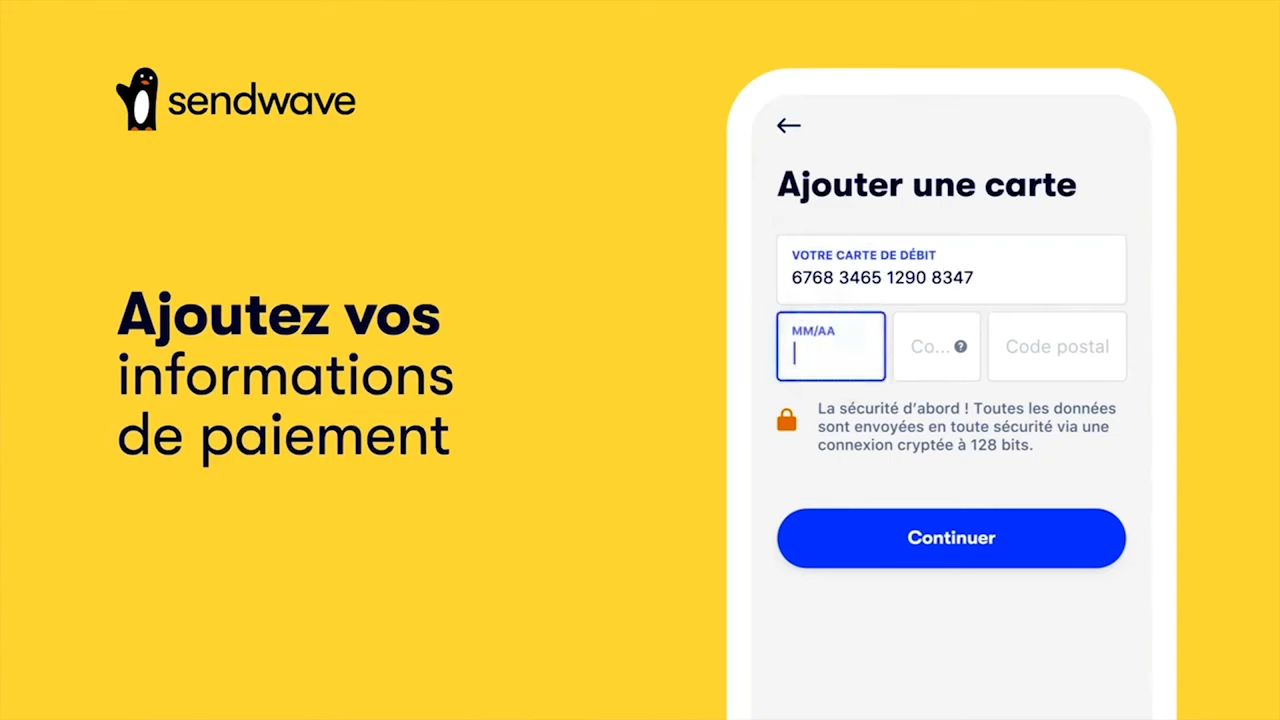 sendwave
Ajoutez vos
informations
de paiement
Ajouter une carte
VOTRE CARTE DE DÉBIT
6768 3465 1290 8347
MM/AA
Co...
Code postal
La sécurité d'abord ! Toutes les données
sont envoyées en toute sécurité via une
connexion cryptée à 128 bits.
Continuer